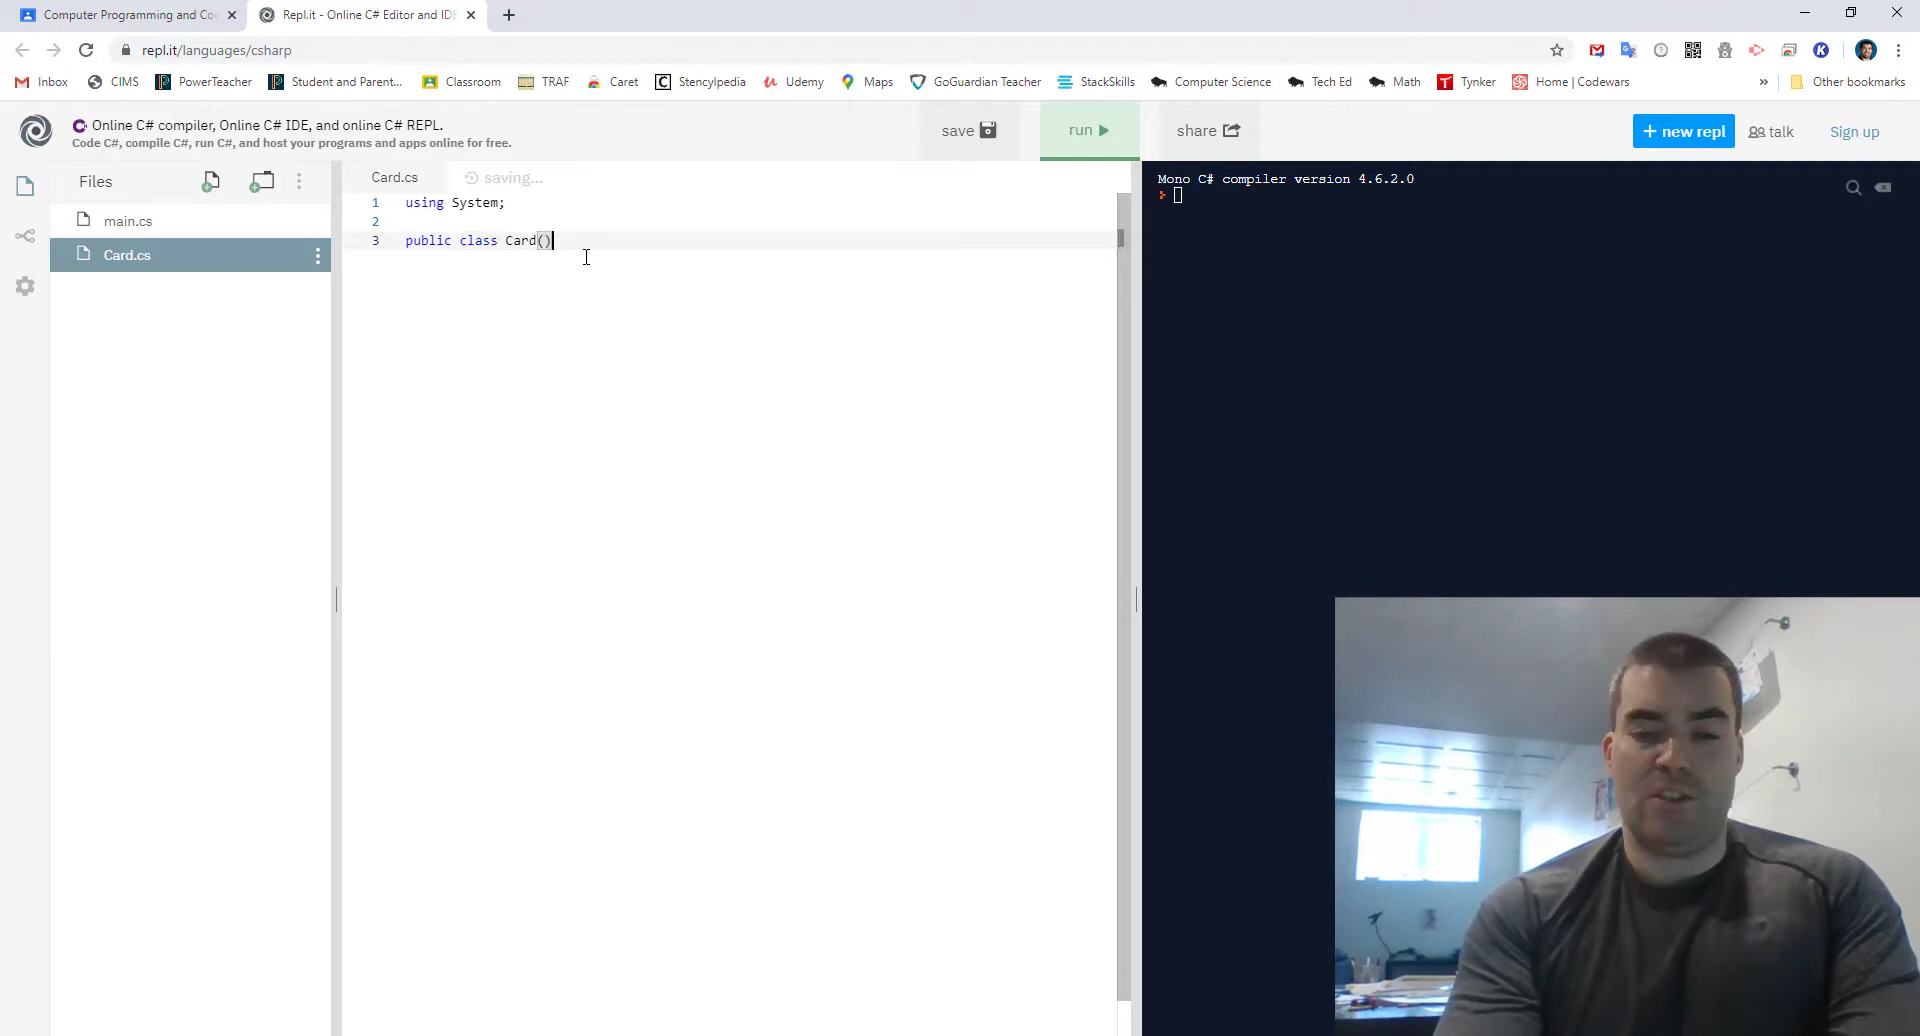 Computer Programming and Co
Repl.it - Online C# Editor and IDE
repl.it/languages/csharp
Inbox
CIMS
PowerTeacher
Student and Parent...
Classroom
TRAF
Caret
Stencylpedia
Udemy
Maps
GoGuardian Teacher
StackSkills
Computer Science
Tech Ed
Math
Tynker
Home | Codewars
» Other bookmarks
Online C# compiler, Online C# IDE, and online C# REPL.
Code C#, compile C#, run C#, and host your programs and apps online for free.
save
run
share
+ new repl
talk
Sign up
Files
main.cs
Card.cs
Card.cs
saving...
1 using System;
2
3 public class Card()
Mono C# compiler version 4.6.2.0